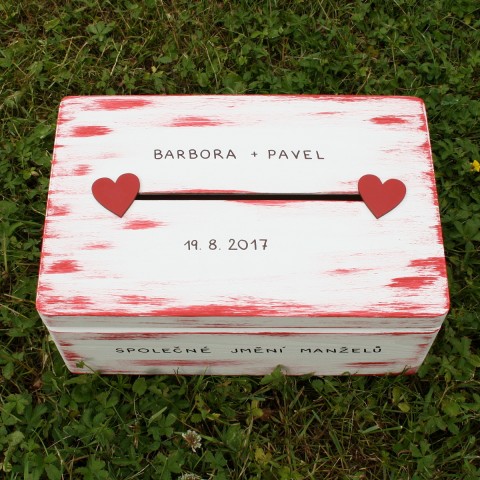 BARBORA + PAVEL
19. 8. 2017
SPOLEČNÉ JMĚNÍ MANŽELŮ